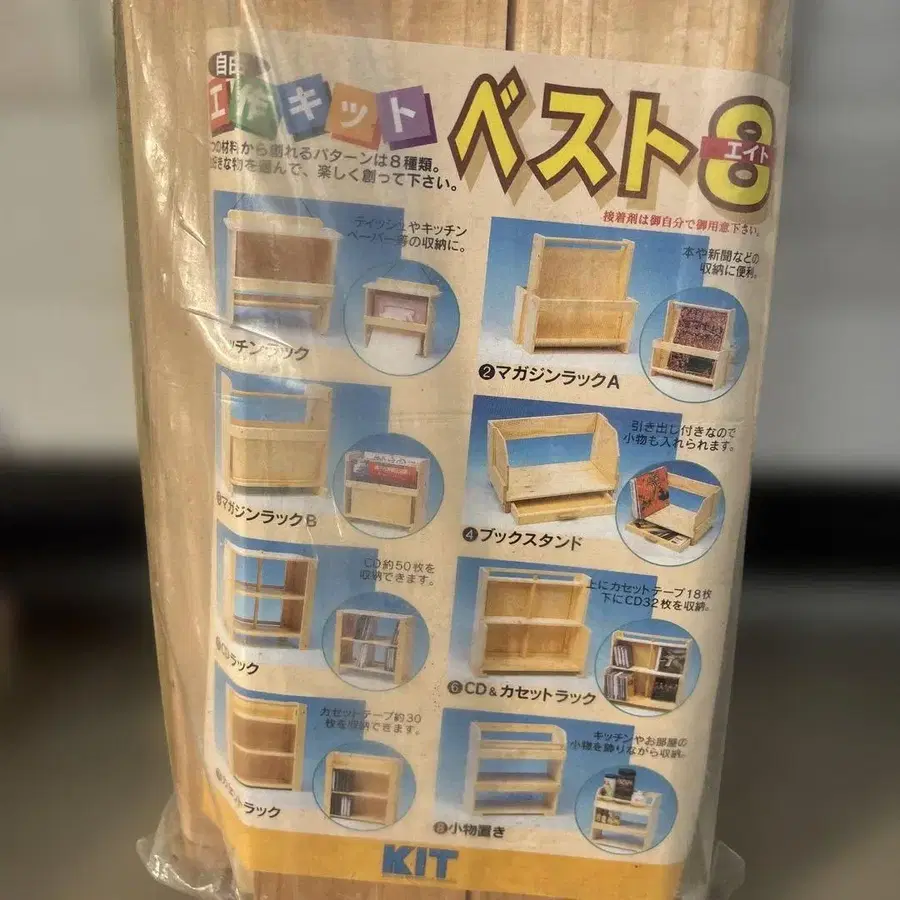 自由
工作キット
ベスト8
エイト
つの材料から創れるパターンは8種類。
好きな物を選んで、楽しく創って下さい。
接着剤は御自分で御用意下さい。
ティッシュやキッチン
ペーパー等の収納に。
ッチンラック
本や新聞などの
収納に便利。
❷マガジンラックA
❸マガジンラックB
引き出し付きなので
小物も入れられます。
❹ブックスタンド
CD約50枚を
収納できます。
CDラック
上にカセットテープ18枚
下にCD32枚を収納。
❻CD&カセットラック
カセットテープ約30
枚を収納できます。
カセットラック
キッチンやお部屋の
小物を飾りながら収納。
❽小物置き
KIT